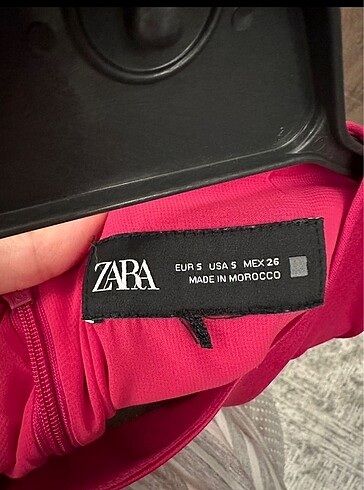 ZARA
EUR S USA S MEX 26
MADE IN MOROCCO